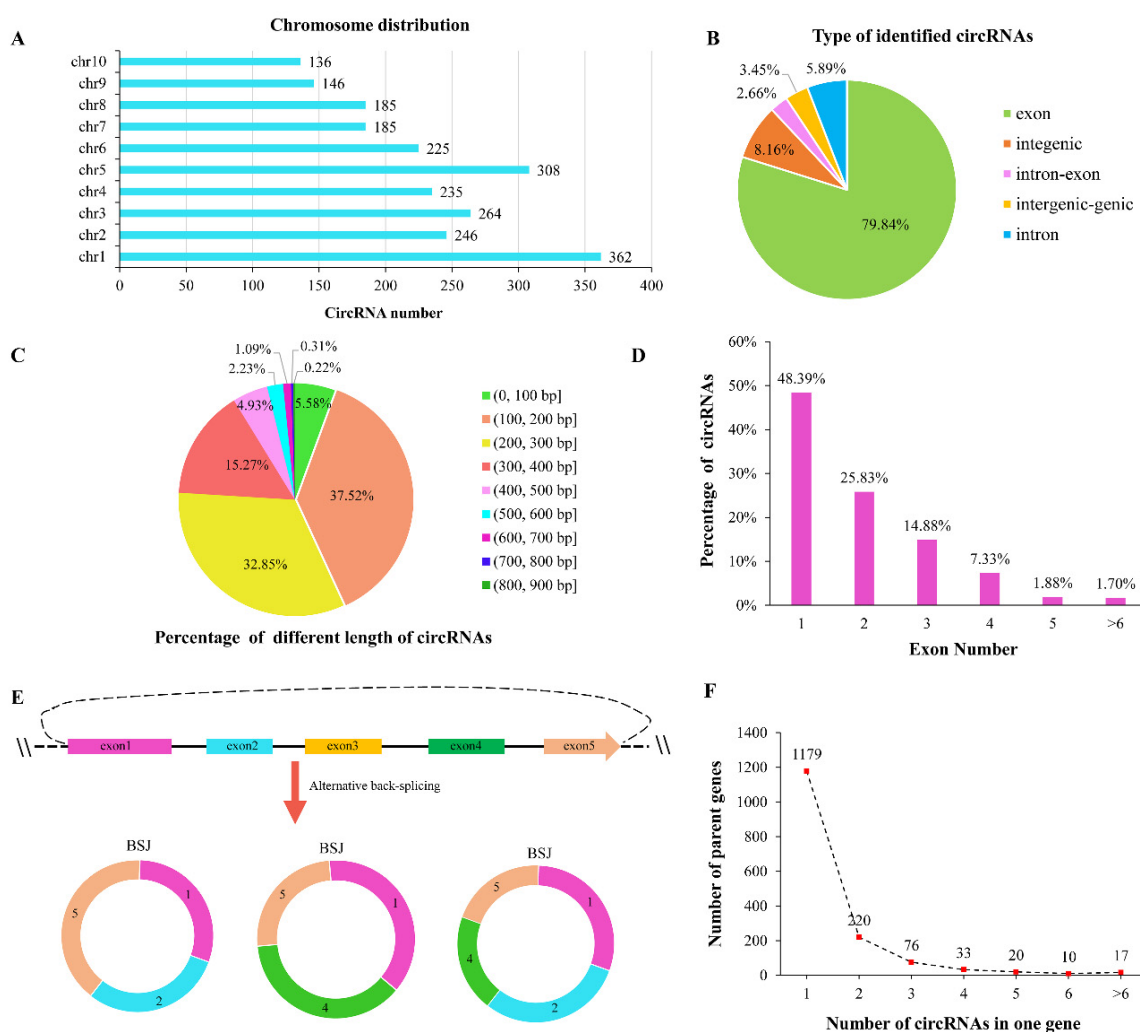 A
Chromosome distribution
chr10 136
chr9 146
chr8 185
chr7 185
chr6 225
chr5 308
chr4 235
chr3 264
chr2 246
chr1 362
0 50 100 150 200 250 300 350 400
CircRNA number
B
Type of identified circRNAs
3.45% 5.89%
2.66%
8.16%
79.84%
exon
integenic
intron-exon
intergenic-genic
intron
C
1.09% 0.31%
2.23% 0.22%
4.93% 5.58%
15.27%
37.52%
32.85%
(0, 100 bp]
(100, 200 bp]
(200, 300 bp]
(300, 400 bp]
(400, 500 bp]
(500, 600 bp]
(600, 700 bp]
(700, 800 bp]
(800, 900 bp]
Percentage of different length of circRNAs
D
Percentage of circRNAs
60%
50%
40%
30%
20%
10%
0%
48.39%
25.83%
14.88%
7.33%
1.88%
1.70%
1 2 3 4 5 >6
Exon Number
E
\\ exon1 exon2 exon3 exon4 exon5 \\
Alternative back-splicing
BSJ BSJ BSJ
5 1 2
5 1 4
5 1 4 2
F
Number of parent genes
1400
1200
1000
800
600
400
200
0
1179
220
76
33
20
10
17
1 2 3 4 5 6 >6
Number of circRNAs in one gene